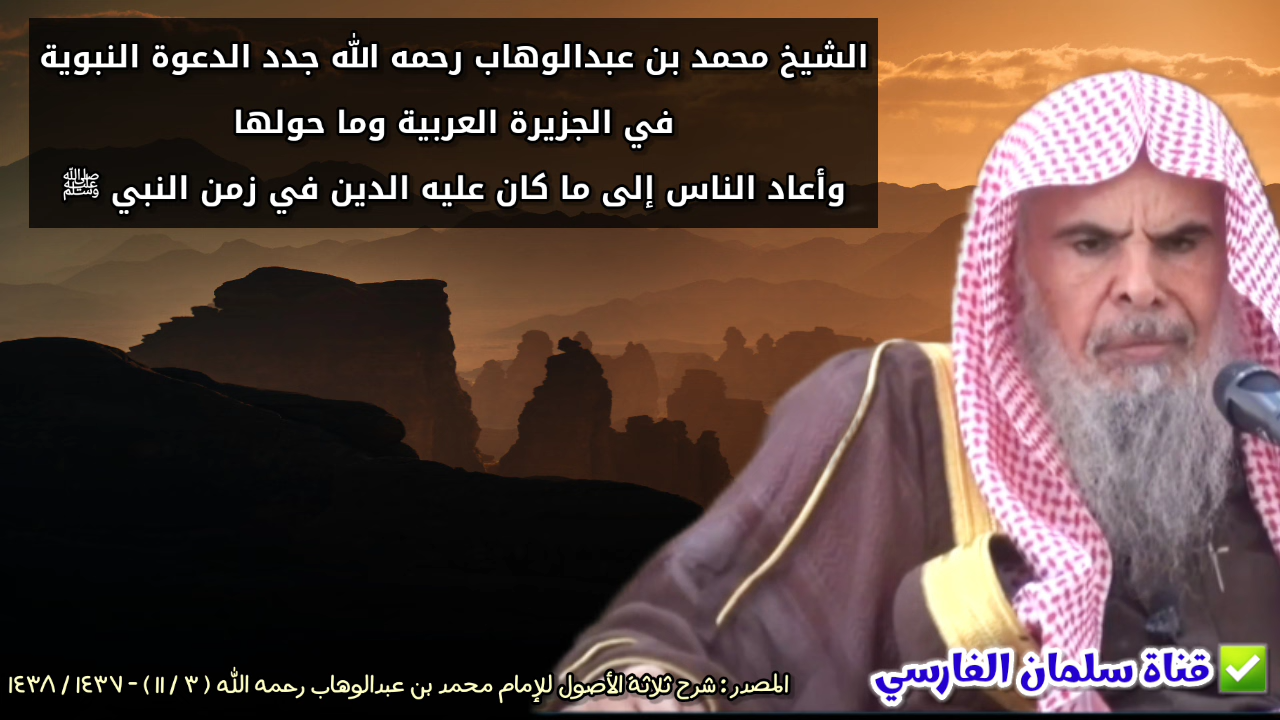 الشيخ محمد بن عبدالوهاب رحمه الله جدد الدعوة النبوية
في الجزيرة العربية وما حولها
وأعاد الناس إلى ما كان عليه الدين في زمن النبي ﷺ
المصدر : شرح ثلاثة الأصول للإمام محمد بن عبدالوهاب رحمه الله ( ٣ / ١١ ) - ١٤٣٧ / ١٤٣٨
قناة سلمان الفارسي